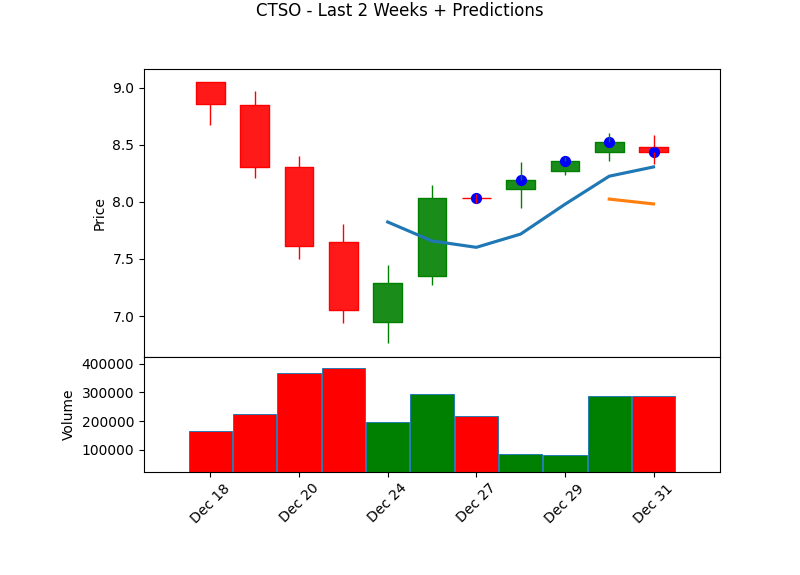 CTSO - Last 2 Weeks + Predictions
9.0
8.5
8.0
7.5
7.0
Price
400000
300000
200000
100000
Volume
Dec 18
Dec 20
Dec 24
Dec 27
Dec 29
Dec 31